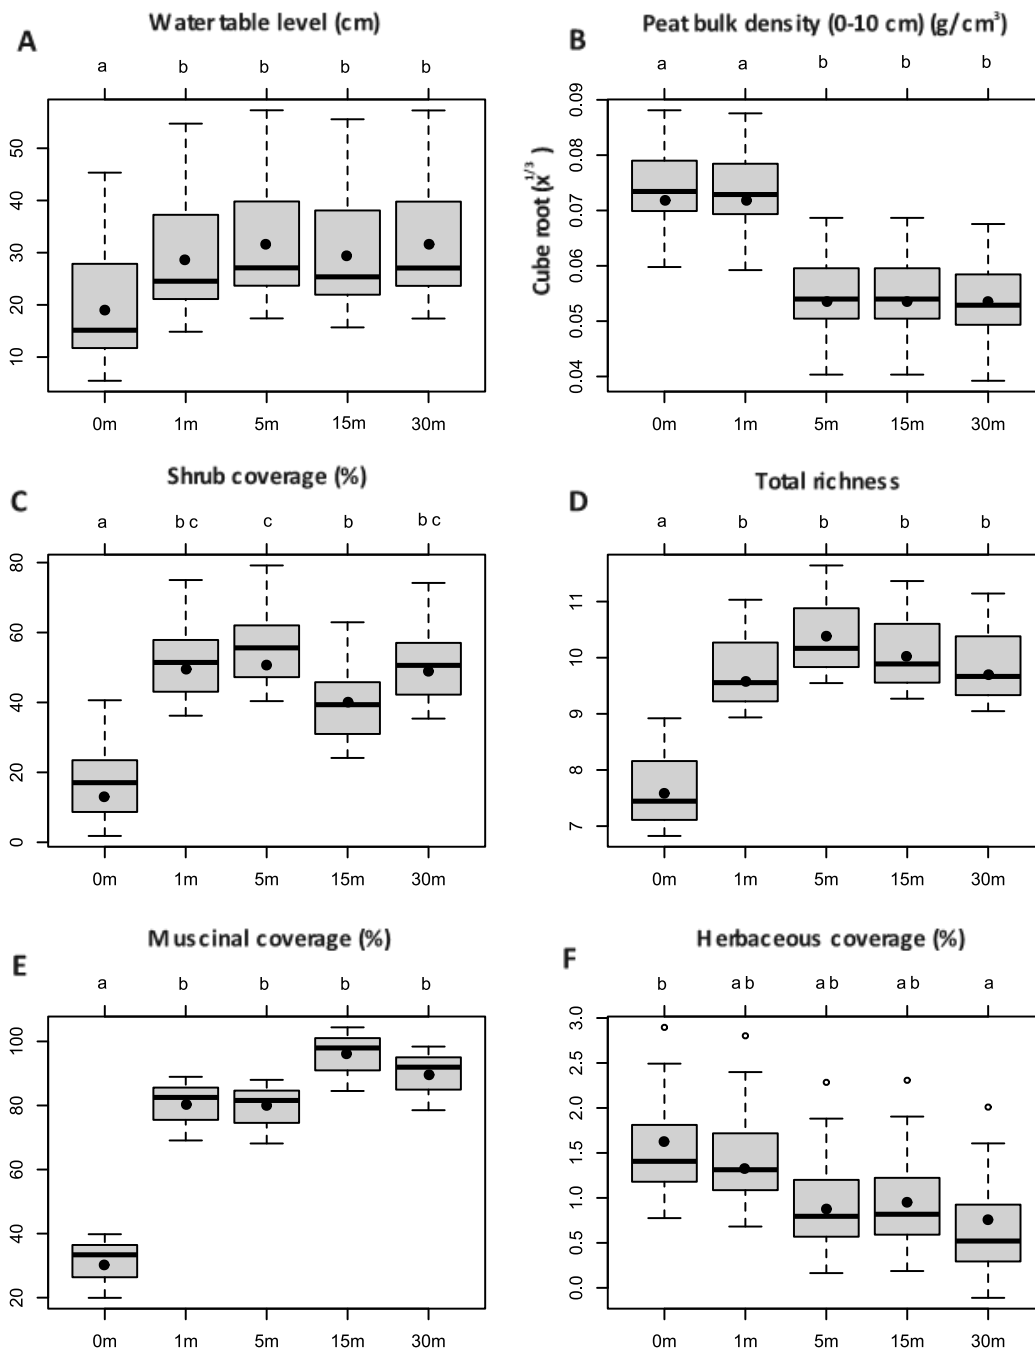 A
Water table level (cm)
a b b b b
50
40
30
20
10
0m 1m 5m 15m 30m
B
Peat bulk density (0-10 cm) (g/cm³)
a a b b b
Cube root (x^1/3)
0.09
0.08
0.07
0.06
0.05
0.04
0m 1m 5m 15m 30m
C
Shrub coverage (%)
a b c c b b c
80
60
40
20
0
0m 1m 5m 15m 30m
D
Total richness
a b b b b
11
10
9
8
7
0m 1m 5m 15m 30m
E
Muscinal coverage (%)
a b b b b
100
80
60
40
20
0m 1m 5m 15m 30m
F
Herbaceous coverage (%)
b a b a b a b a
3.0
2.5
2.0
1.5
1.0
0.5
0.0
0m 1m 5m 15m 30m